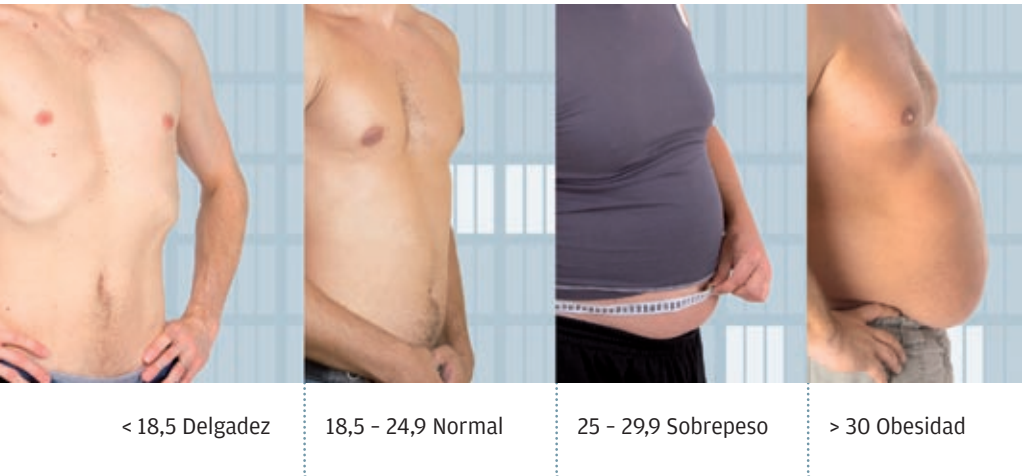 < 18,5 Delgadez
18,5 - 24,9 Normal
25 - 29,9 Sobrepeso
> 30 Obesidad